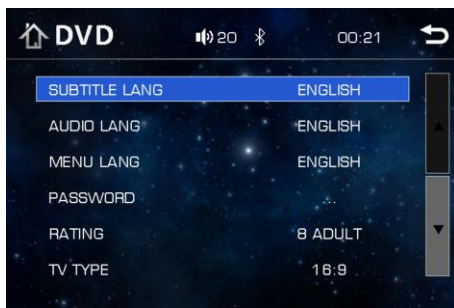 DVD 20 00:21
SUBTITLE LANG ENGLISH
AUDIO LANG ENGLISH
MENU LANG ENGLISH
PASSWORD ...
RATING 8 ADULT
TV TYPE 16:9